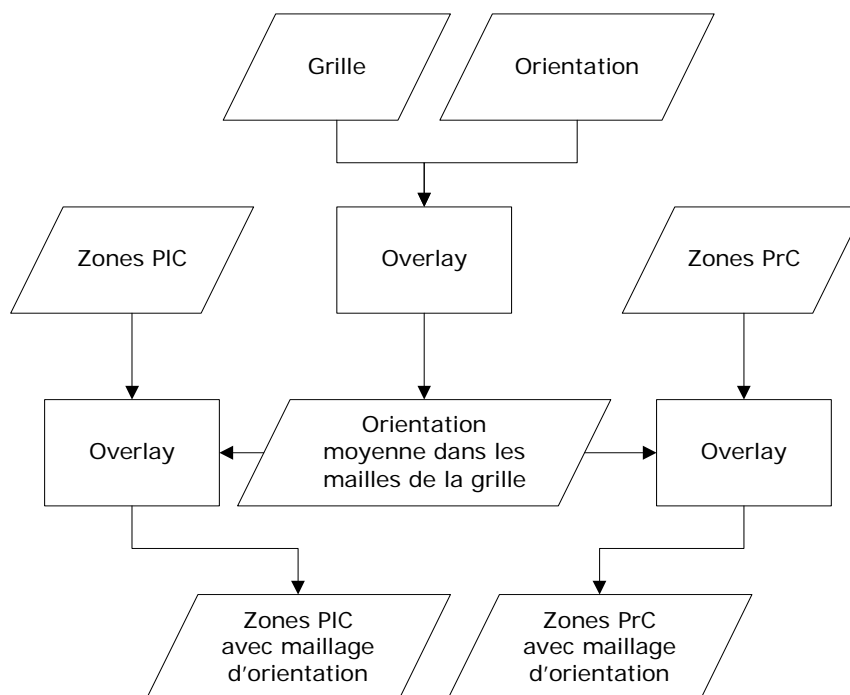 Grille
Orientation
Zones PIC
Overlay
Zones PrC
Overlay
Orientation
moyenne dans les
mailles de la grille
Overlay
Zones PIC
avec maillage
d'orientation
Zones PrC
avec maillage
d'orientation